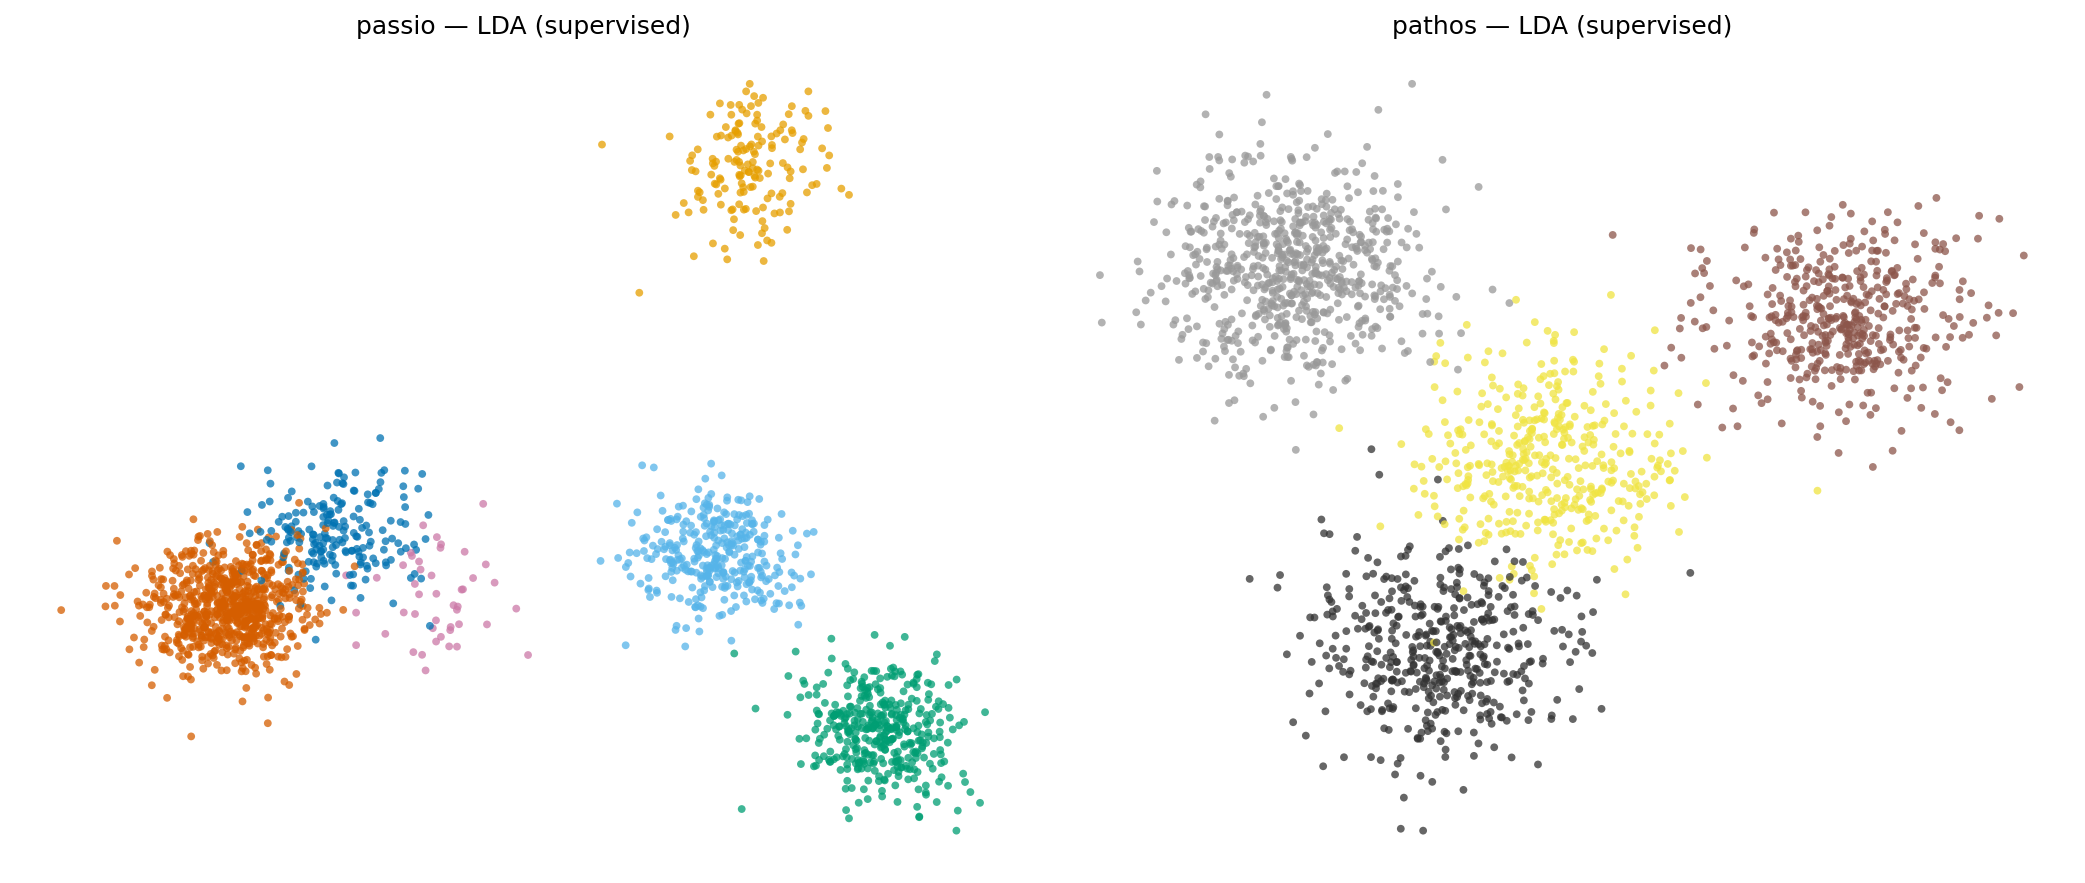 passio — LDA (supervised)
pathos — LDA (supervised)